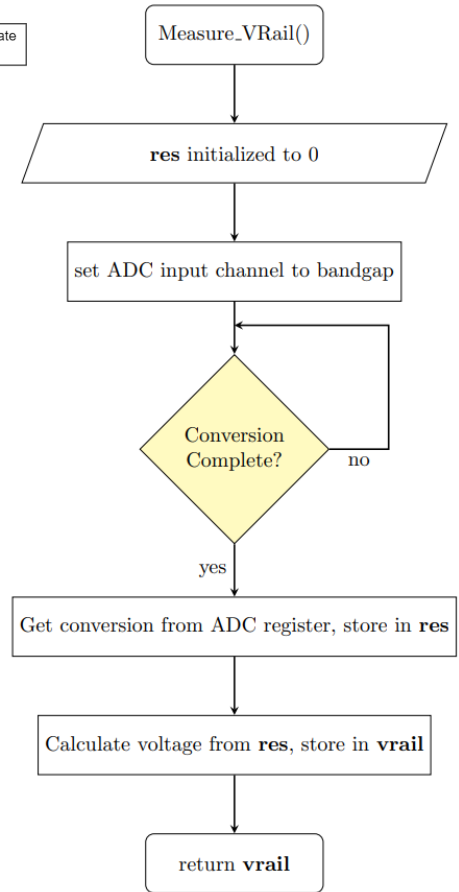 Measure_VRail()
res initialized to 0
set ADC input channel to bandgap
Conversion
Complete?
no
yes
Get conversion from ADC register, store in res
Calculate voltage from res, store in vrail
return vrail